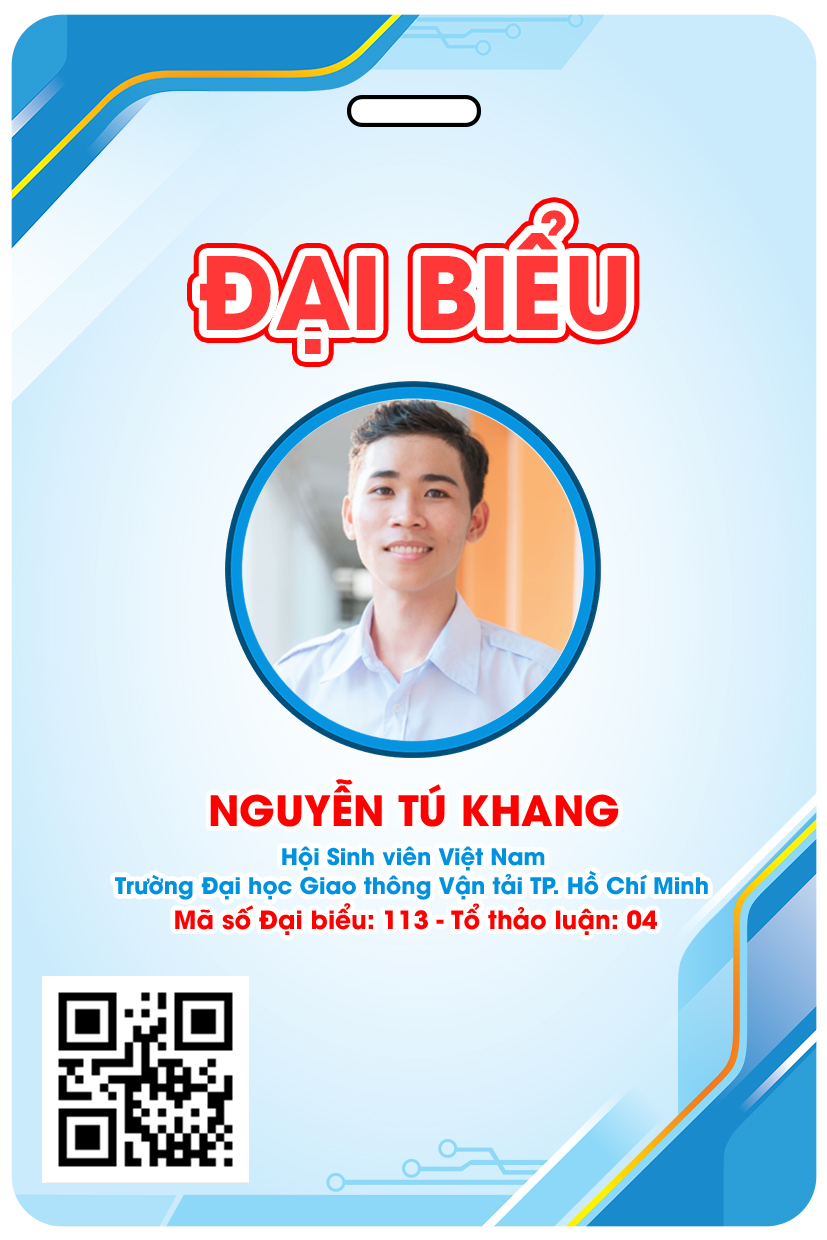 ĐẠI BIỂU
NGUYỄN TÚ KHANG
Hội Sinh viên Việt Nam
Trường Đại học Giao thông Vận tải TP. Hồ Chí Minh
Mã số Đại biểu: 113 - Tổ thảo luận: 04